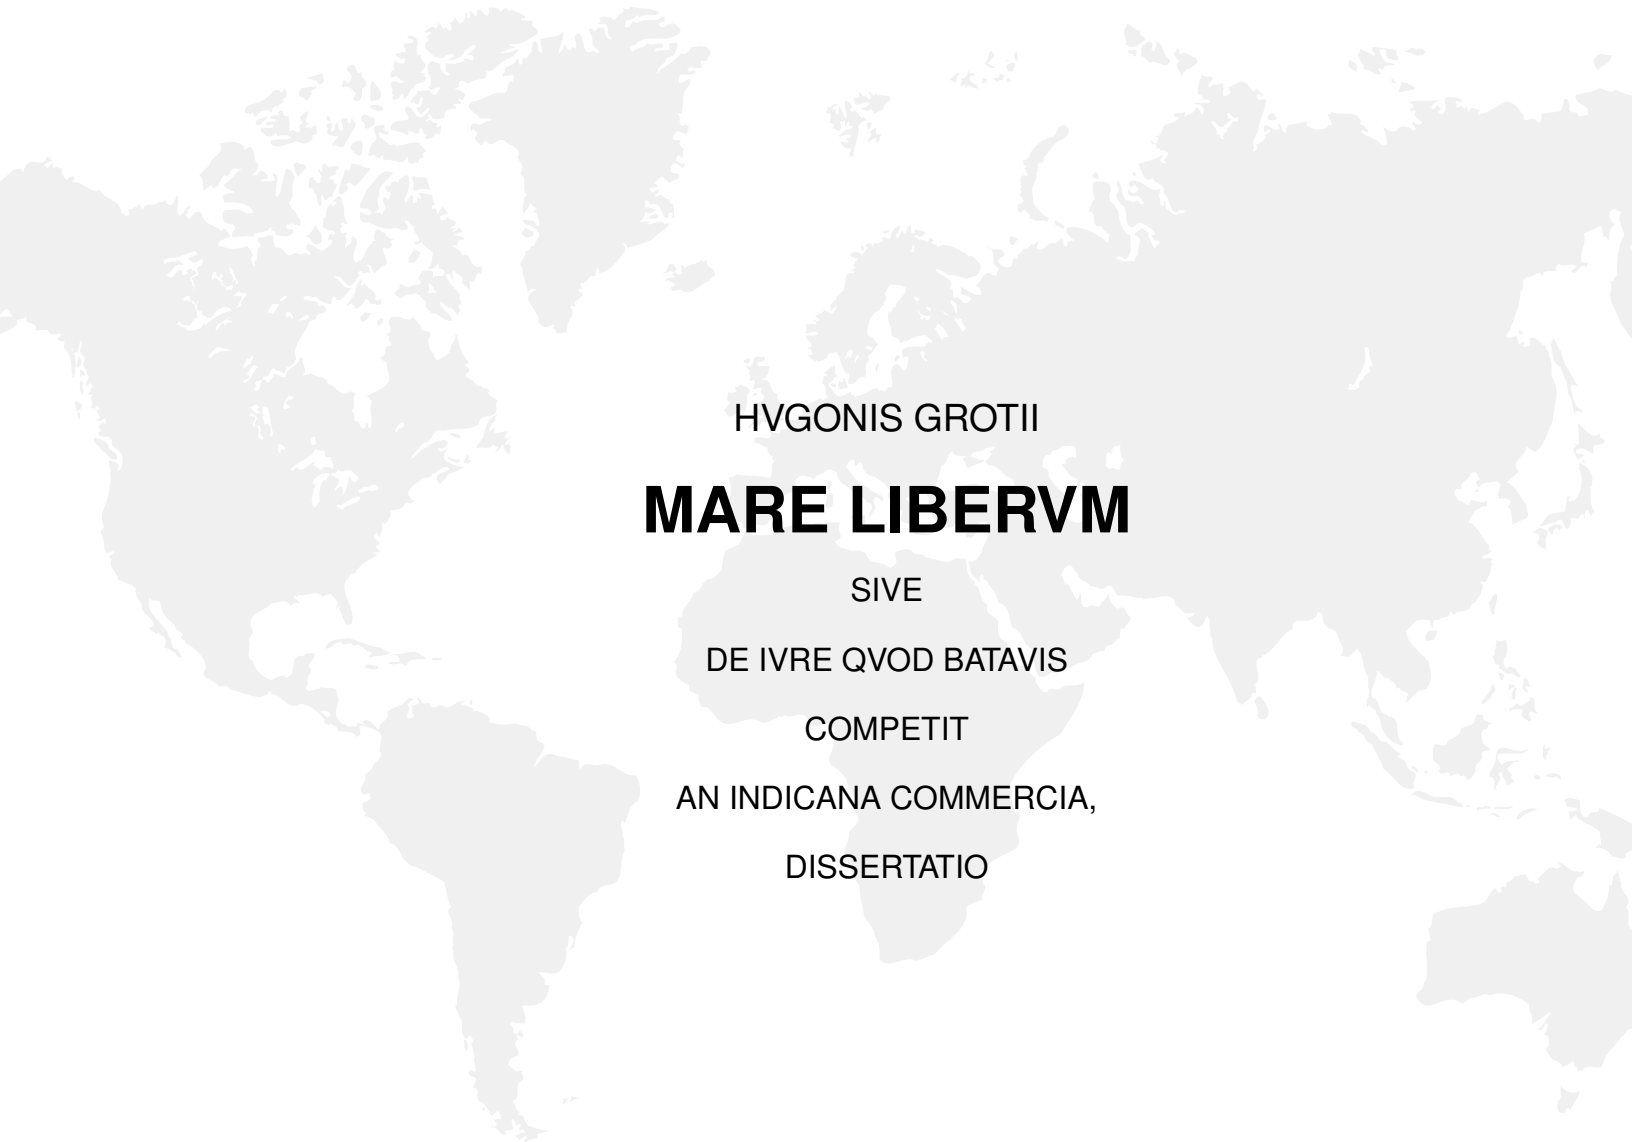 HVGONIS GROTII
MARE LIBERVM
SIVE
DE IVRE QVOD BATAVIS
COMPETIT
AN INDICANA COMMERCIA,
DISSERTATIO